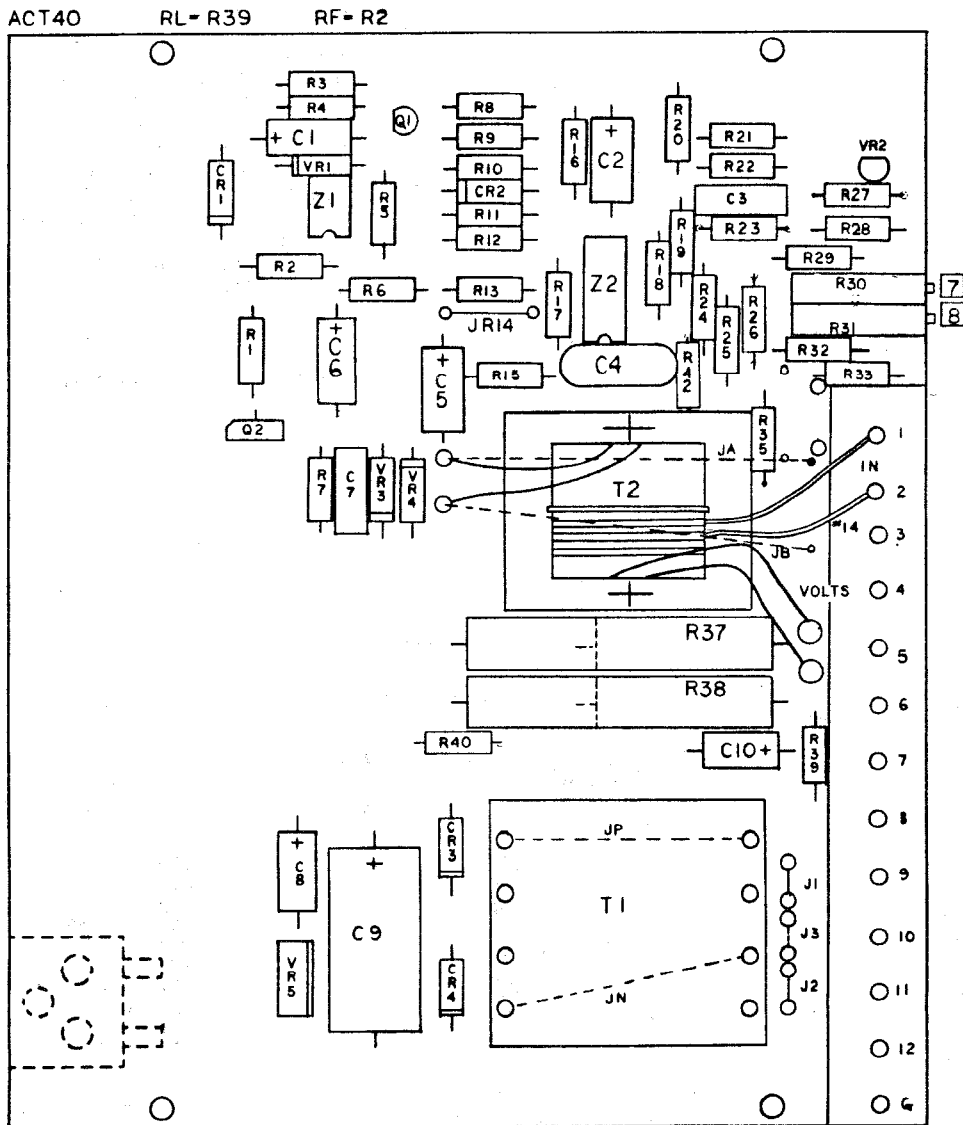 ACT40 RL=R39 RF=R2
R3
R4
C1
+
VR1
Z1
CR1
R5
Q1
R8
R9
R10
CR2
R11
R12
R16
+
C2
R20
R21
R22
C3
R23
VR2
R27
R28
R29
R30
7
R31
8
R32
R33
R2
R6
R13
JR14
R17
Z2
R18
R19
R24
R25
R26
R1
+
C6
+
C5
R15
C4
R42
Q2
R7
C7
VR3
VR4
R35
JA
T2
JB
IN
#14
VOLTS
1
2
3
4
5
6
7
8
9
10
11
12
G
R37
R38
R40
C10+
R39
+
C8
+
C9
CR3
VR5
CR4
JP
T1
JN
J1
J3
J2